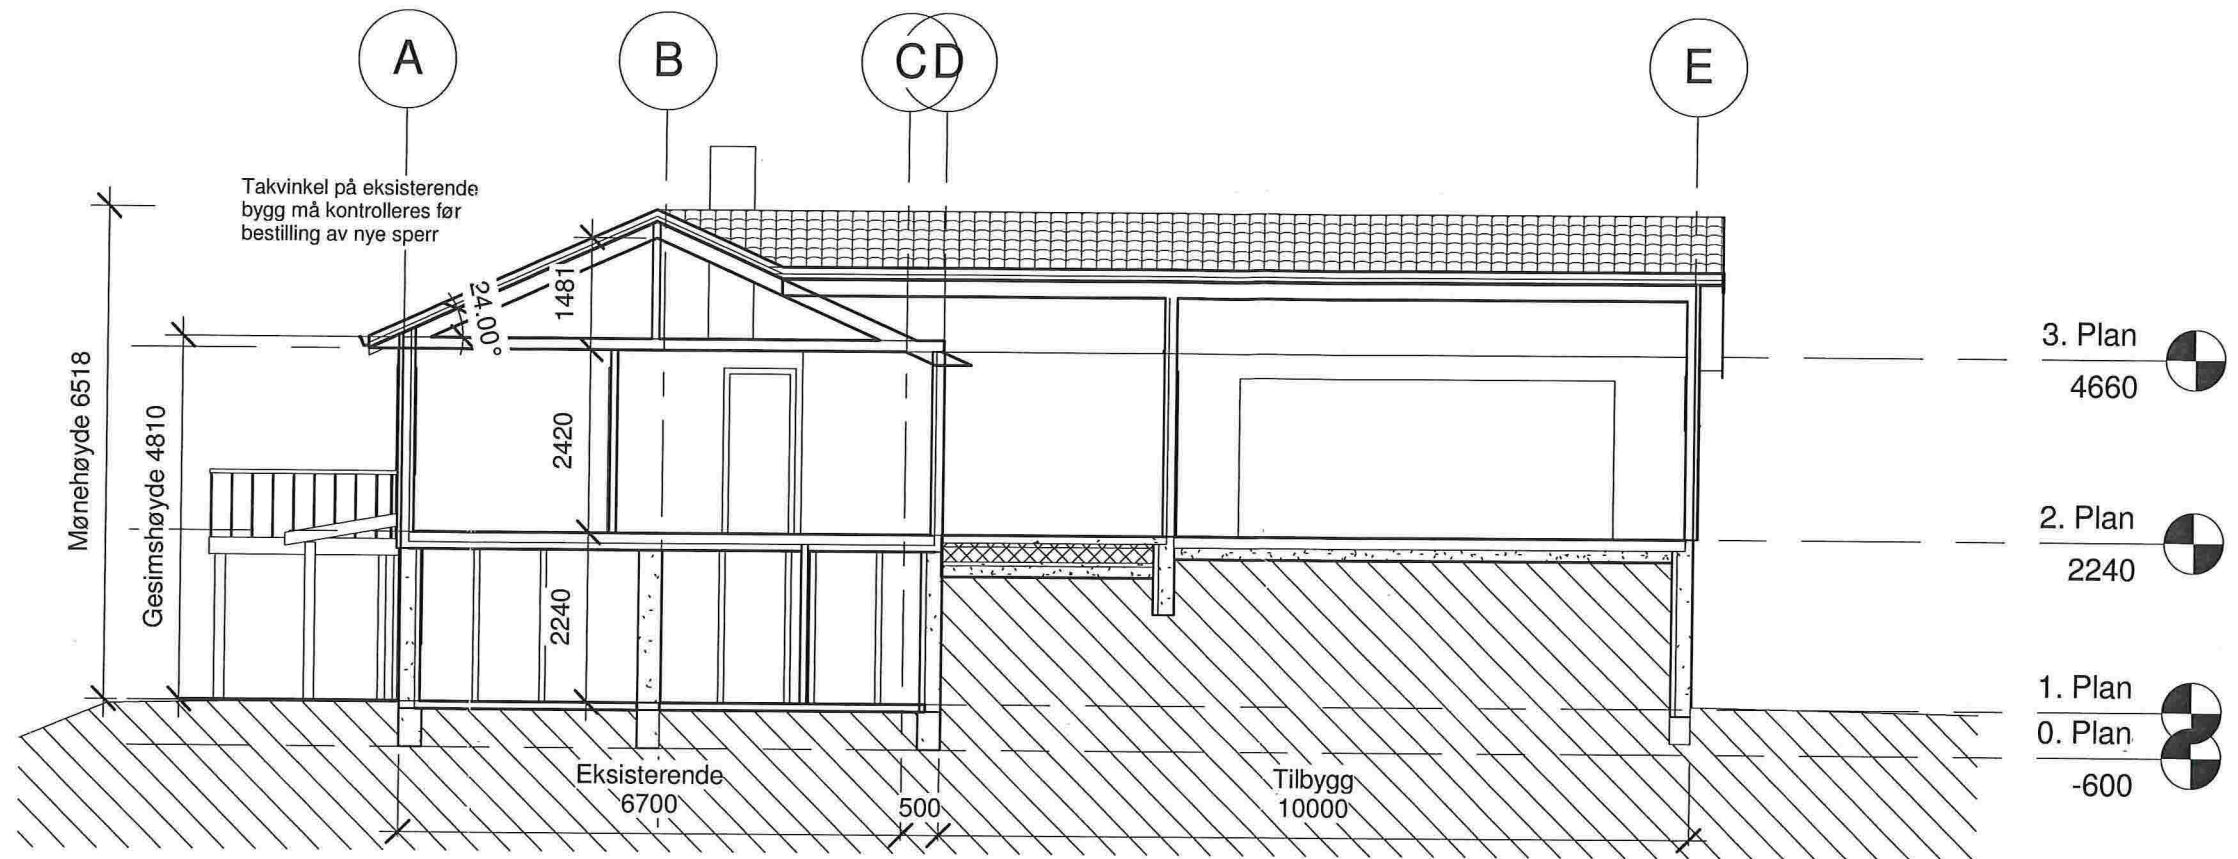 A
B
C
D
E
Takvinkel på eksisterende
bygg må kontrolleres før
bestilling av nye sperr
24.00°
1481
2420
2240
Mønehøyde 6518
Gesimshøyde 4810
3. Plan
4660
2. Plan
2240
1. Plan
0. Plan
-600
Eksisterende
6700
500
Tilbygg
10000